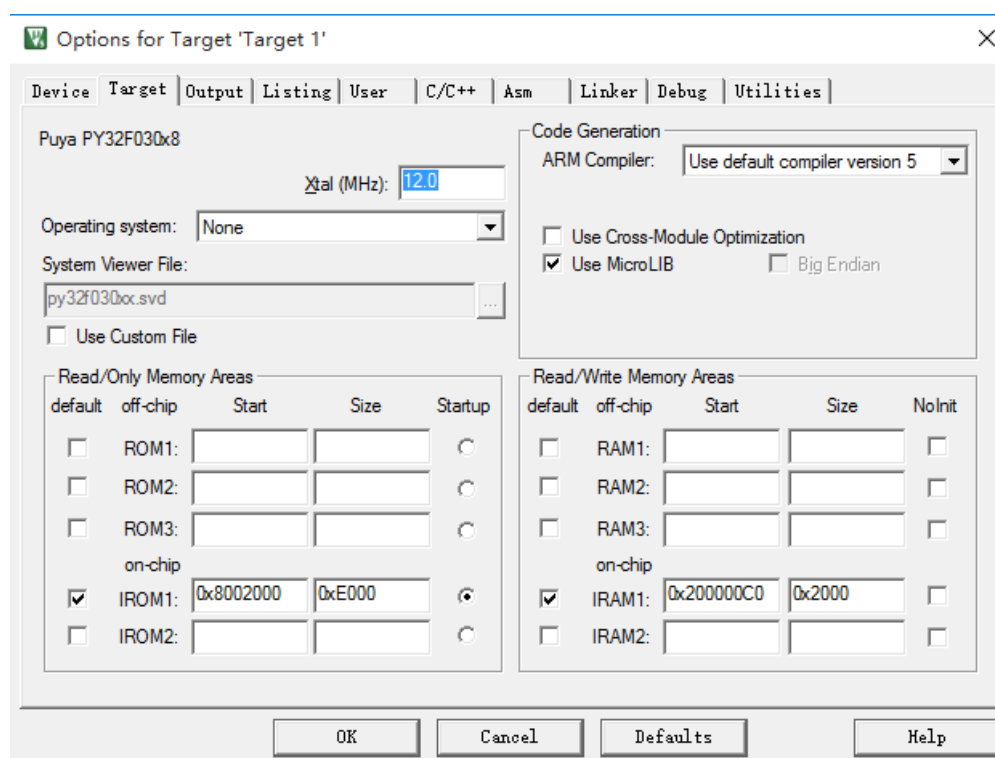 Options for Target 'Target 1'
Device Target Output Listing User C/C++ Asm Linker Debug Utilities
Puya PY32F030x8
Xtal (MHz): 12.0
Operating system: None
System Viewer File:
py32f030xx.svd
...
Use Custom File
Code Generation
ARM Compiler: Use default compiler version 5
Use Cross-Module Optimization
Use MicroLIB Big Endian
Read/Only Memory Areas
default off-chip Start Size Startup
ROM1:
ROM2:
ROM3:
on-chip
IROM1: 0x8002000 0xE000
IROM2:
Read/Write Memory Areas
default off-chip Start Size NoInit
RAM1:
RAM2:
RAM3:
on-chip
IRAM1: 0x200000C0 0x2000
IRAM2:
OK Cancel Defaults Help